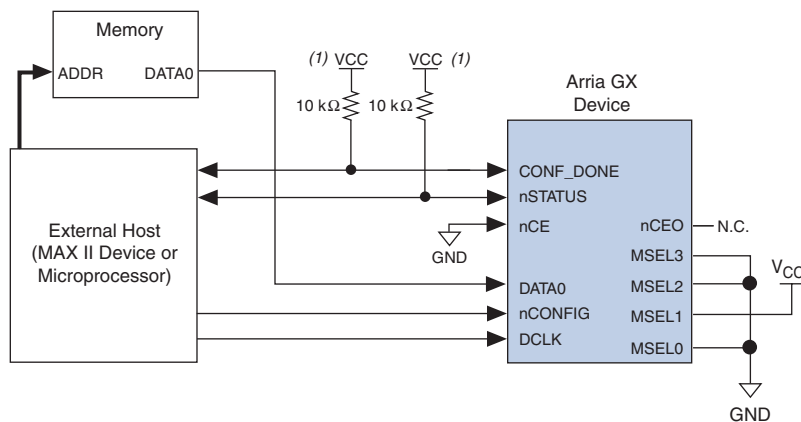 Memory
ADDR
DATA0
(1) VCC
VCC (1)
10 kΩ
10 kΩ
Arria GX
Device
External Host
(MAX II Device or
Microprocessor)
CONF_DONE
nSTATUS
nCE
GND
DATA0
nCONFIG
DCLK
nCEO
N.C.
MSEL3
MSEL2
MSEL1
MSEL0
VCC
GND